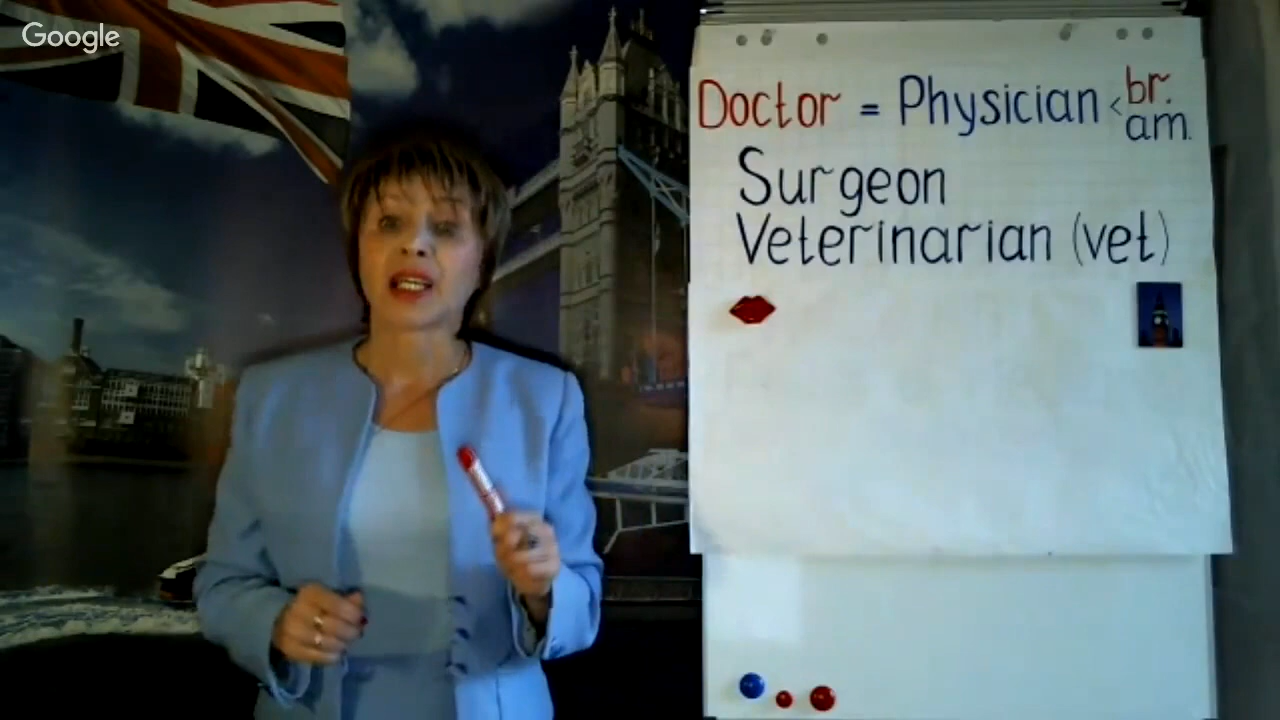 Google
Doctor = Physician < br.
am.
Surgeon
Veterinarian (vet)